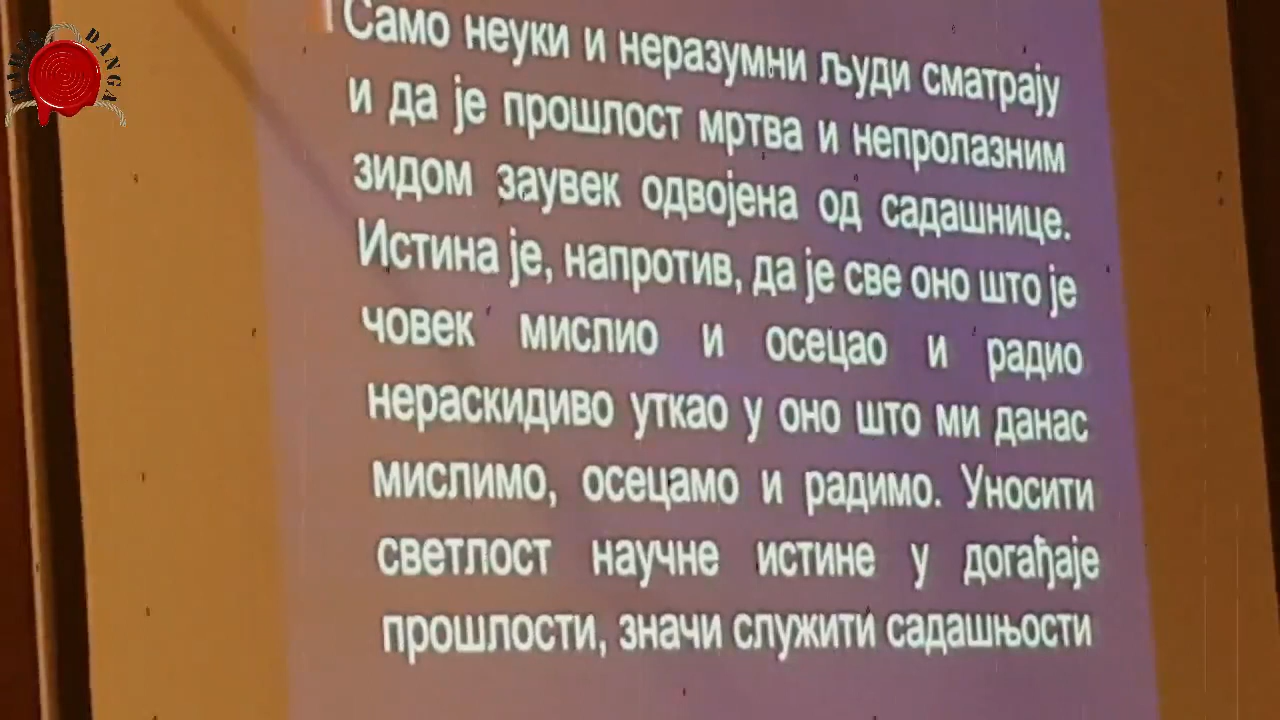 Само неуки и неразумни људи сматрају
и да је прошлост мртва и непролазним
зидом заувек одвојена од садашнице.
Истина је, напротив, да је све оно што је
човек мислио и осецао и радио
нераскидиво уткао у оно што ми данас
мислимо, осецамо и радимо. Уносити
светлост научне истине у догађаје
прошлости, значи служити садашњости
DANGA